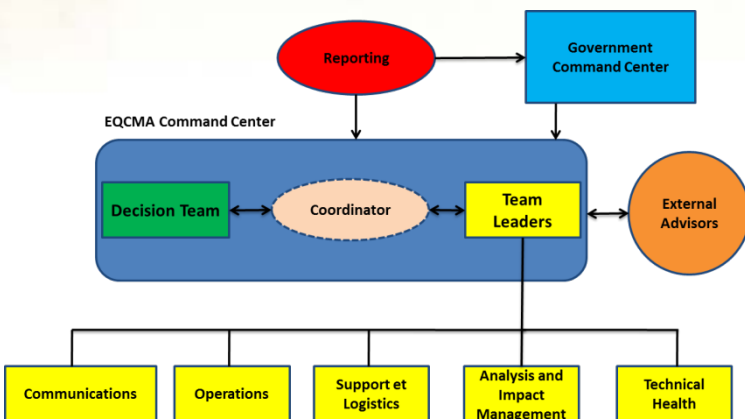 Reporting
Government
Command Center
EQCMA Command Center
Decision Team
Coordinator
Team
Leaders
External
Advisors
Communications
Operations
Support et
Logistics
Analysis and
Impact
Management
Technical
Health